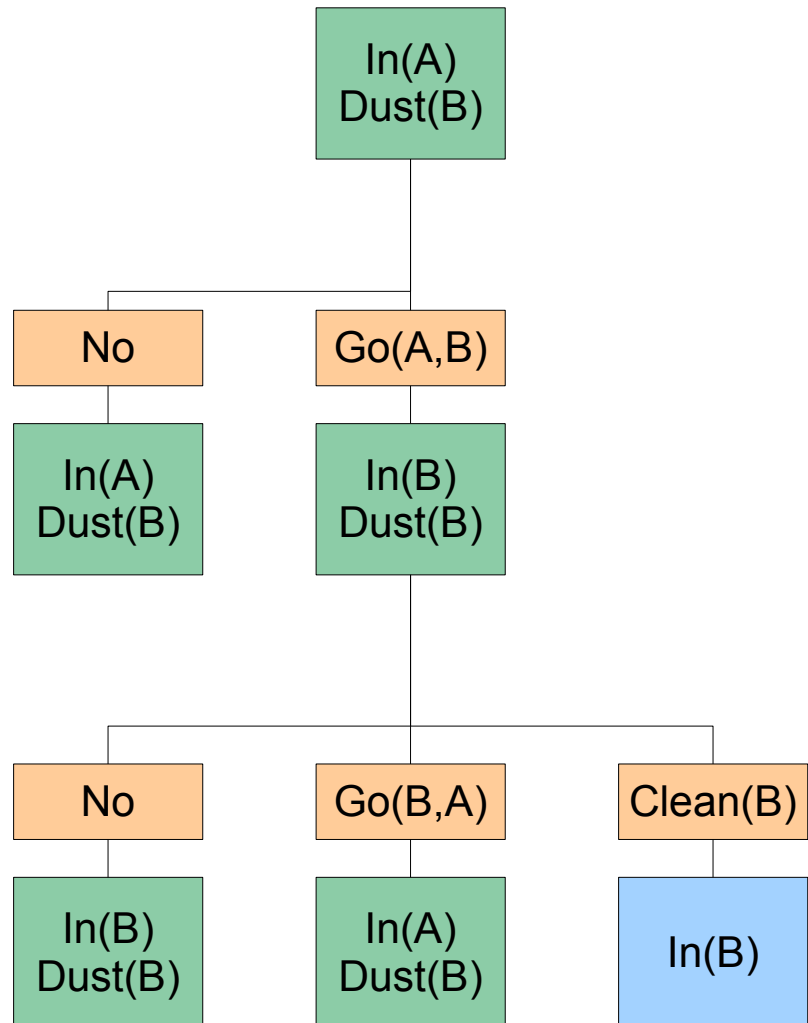 In(A)
Dust(B)
No
Go(A,B)
In(A)
Dust(B)
In(B)
Dust(B)
No
Go(B,A)
Clean(B)
In(B)
Dust(B)
In(A)
Dust(B)
In(B)